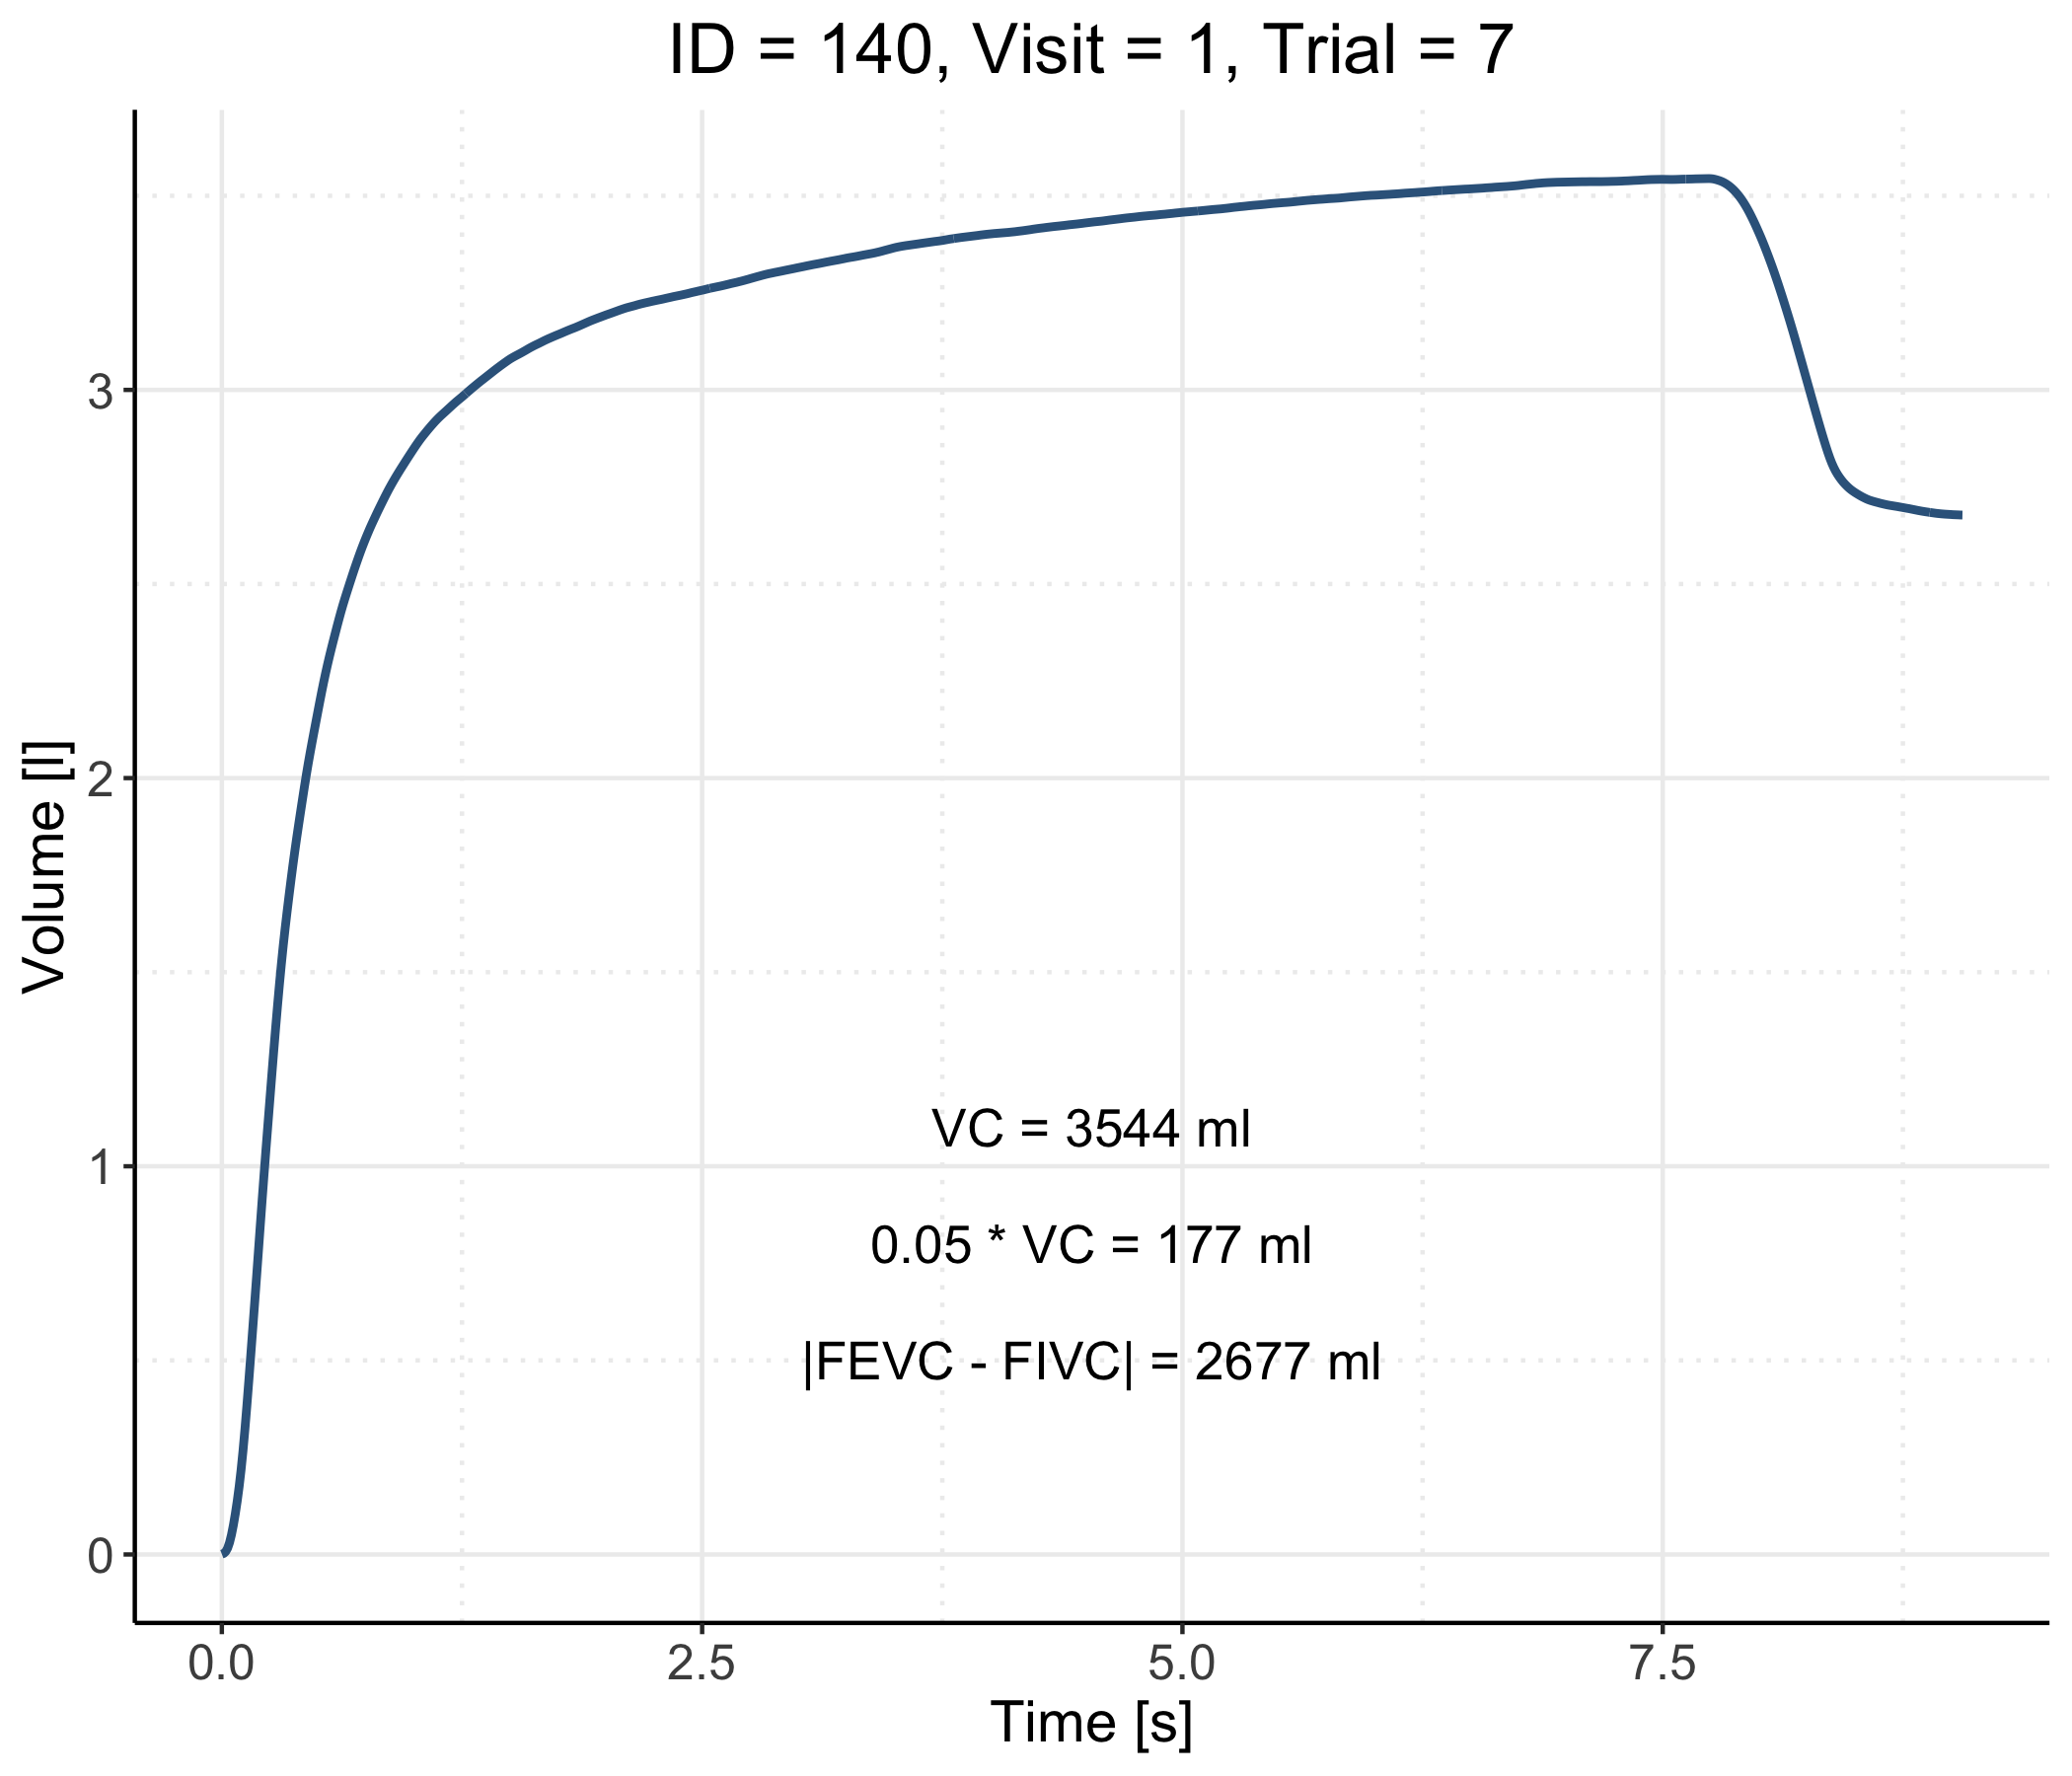 ID = 140, Visit = 1, Trial = 7
Volume [l]
3
2
1
0
VC = 3544 ml
0.05 * VC = 177 ml
|FEVC - FIVC| = 2677 ml
0.0 2.5 5.0 7.5
Time [s]